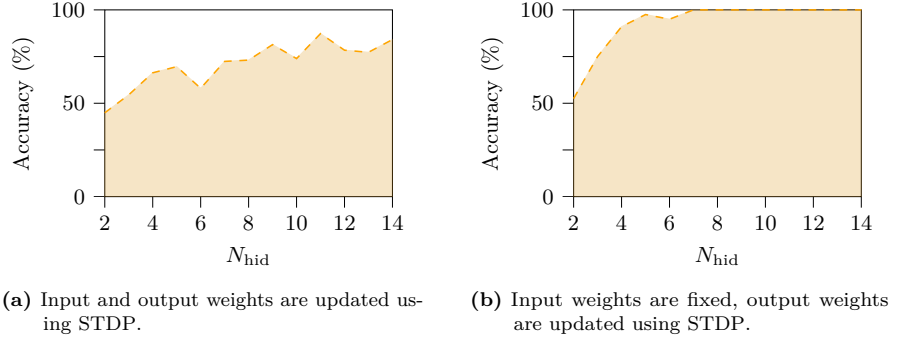 100
50
0
Accuracy (%)
2 4 6 8 10 12 14
N_hid
(a) Input and output weights are updated us-
ing STDP.
100
50
0
Accuracy (%)
2 4 6 8 10 12 14
N_hid
(b) Input weights are fixed, output weights
are updated using STDP.